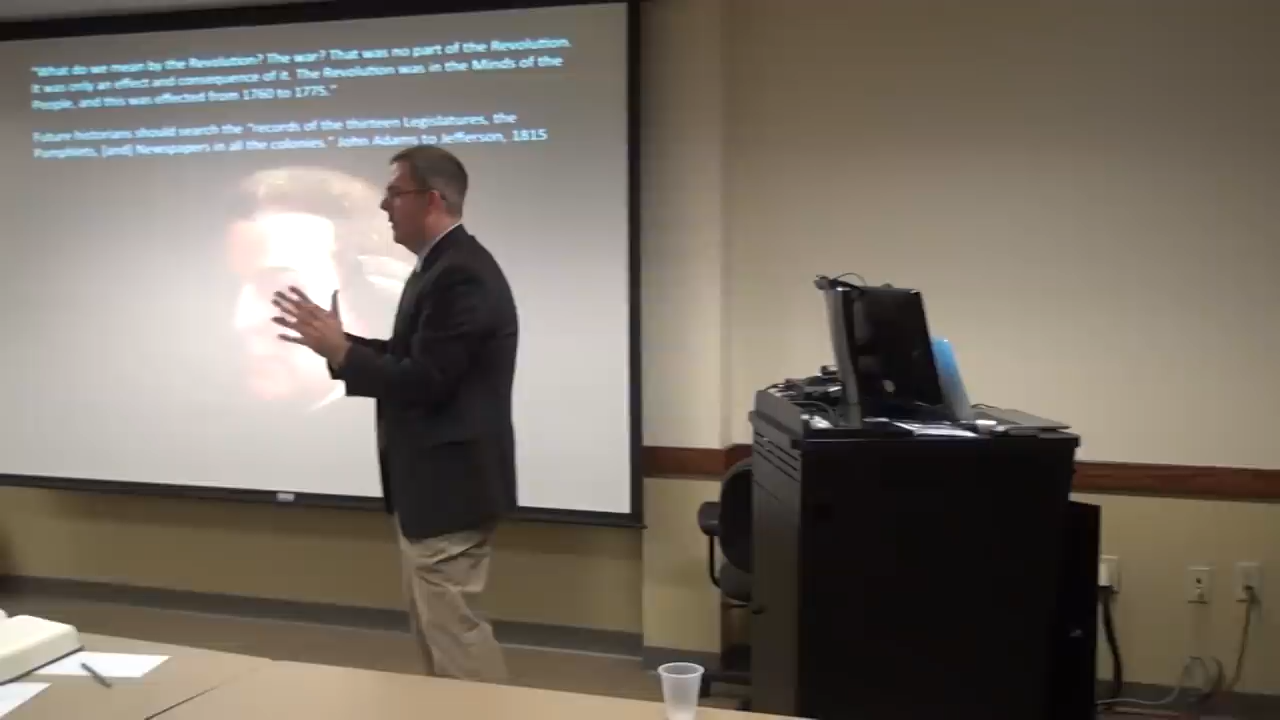 "What do we mean by the Revolution? The war? That was no part of the Revolution.
It was only an effect and consequence of it. The Revolution was in the Minds of the
People, and this was effected from 1760 to 1775."
Future historians should search the "records of the thirteen Legislatures, the
Pamphlets, [and] Newspapers in all the colonies." John Adams to Jefferson, 1815